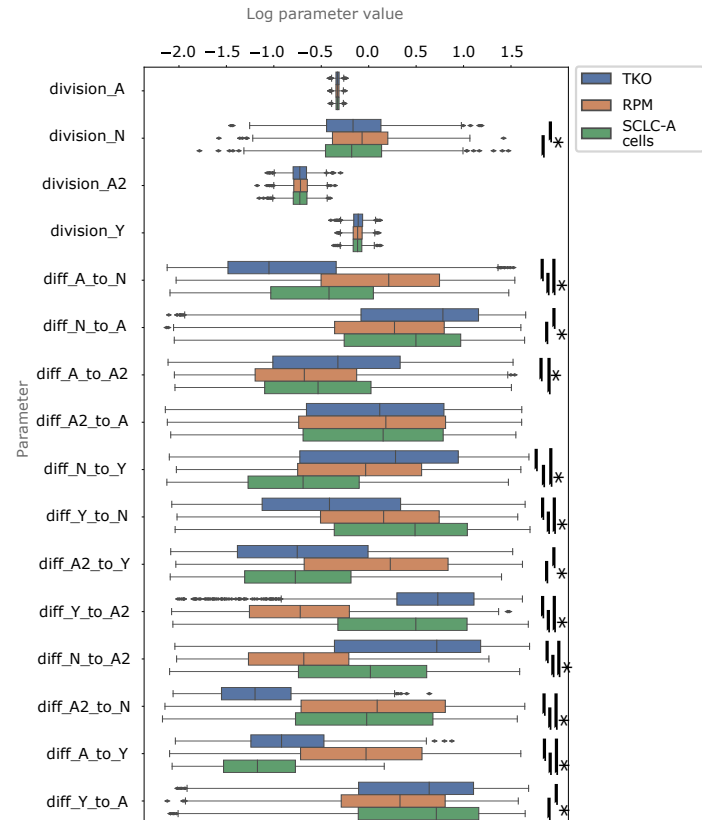 Log parameter value
−2.0 −1.5 −1.0 −0.5 0.0 0.5 1.0 1.5
TKO
RPM
SCLC-A
cells
Parameter
division_A
division_N
*
division_A2
division_Y
diff_A_to_N
*
diff_N_to_A
*
diff_A_to_A2
*
diff_A2_to_A
diff_N_to_Y
*
diff_Y_to_N
*
diff_A2_to_Y
*
diff_Y_to_A2
*
diff_N_to_A2
*
diff_A2_to_N
*
diff_A_to_Y
*
diff_Y_to_A
*